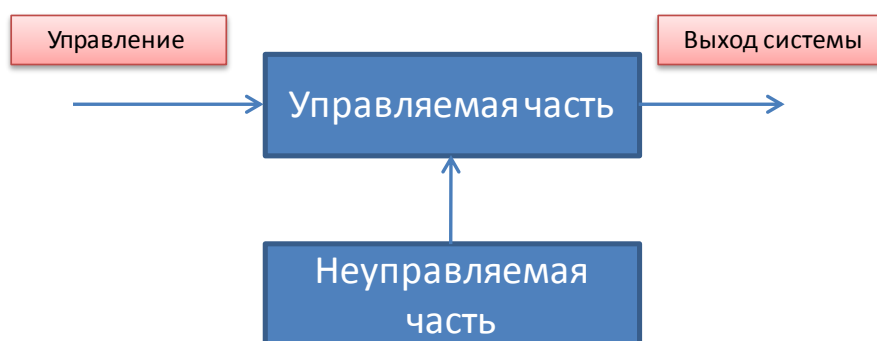 Управление
Выход системы
Управляемая часть
Неуправляемая
часть